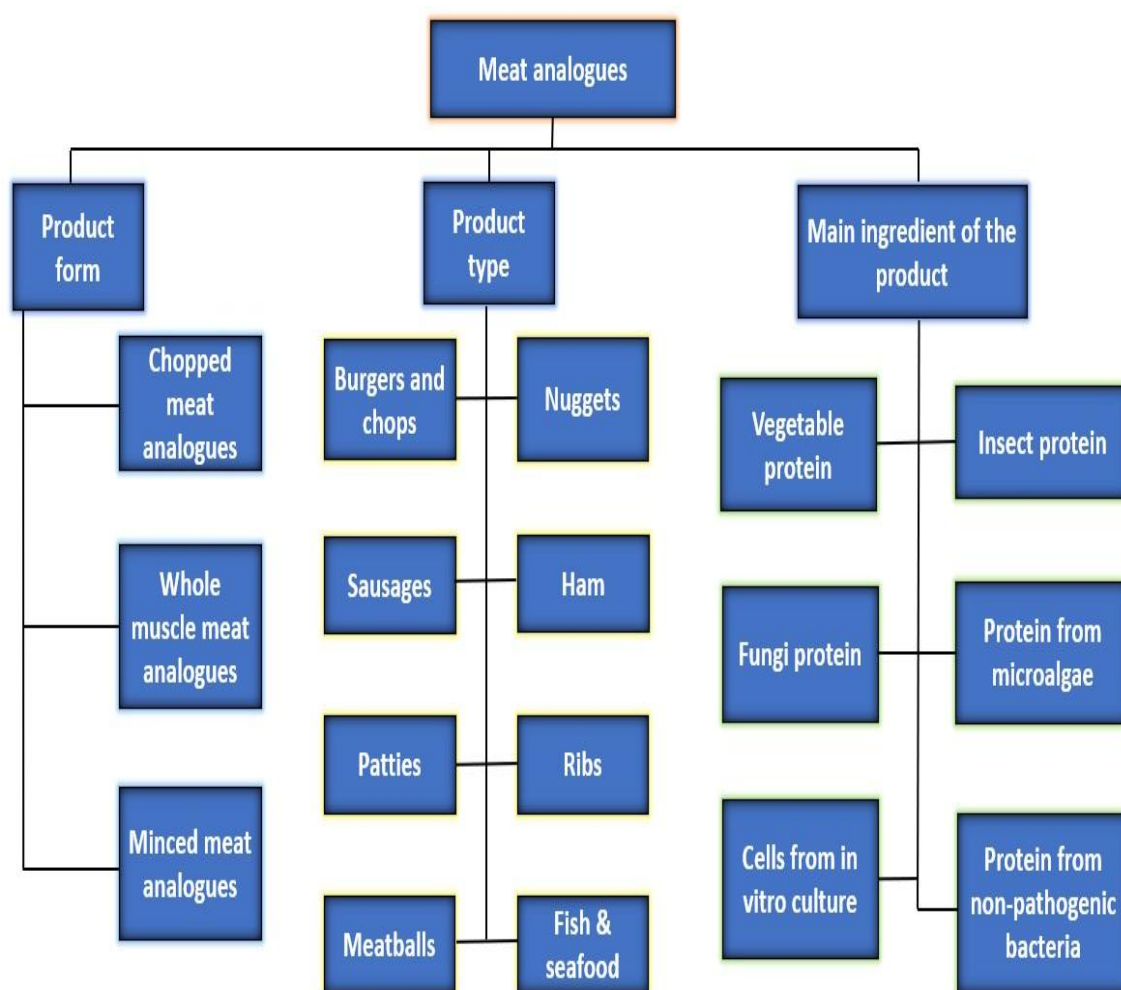 Meat analogues
Product
form
Chopped
meat
analogues
Whole
muscle meat
analogues
Minced meat
analogues
Product
type
Burgers and
chops
Nuggets
Sausages
Ham
Patties
Ribs
Meatballs
Fish &
seafood
Main ingredient of the
product
Vegetable
protein
Insect protein
Fungi protein
Protein from
microalgae
Cells from in
vitro culture
Protein from
non-pathogenic
bacteria